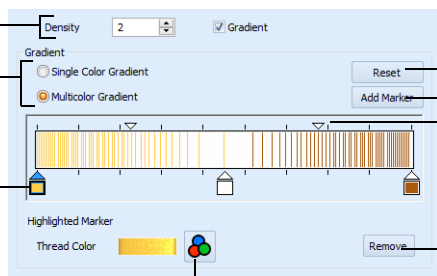 Density 2 Gradient
Gradient
Single Color Gradient Reset
Multicolor Gradient Add Marker
Highlighted Marker
Thread Color Remove